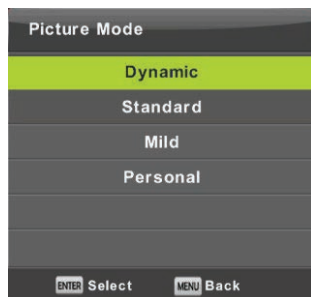 Picture Mode
Dynamic
Standard
Mild
Personal
ENTER Select MENU Back